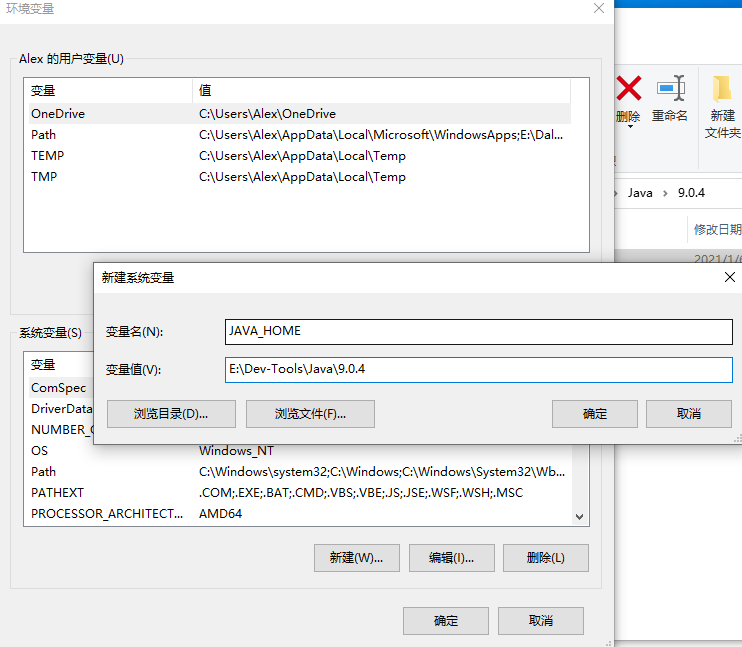 环境变量
Alex 的用户变量(U)
变量 值
OneDrive C:\Users\Alex\OneDrive
Path C:\Users\Alex\AppData\Local\Microsoft\WindowsApps;E:\Dal...
TEMP C:\Users\Alex\AppData\Local\Temp
TMP C:\Users\Alex\AppData\Local\Temp
删除 重命名 新建
文件夹
Java 9.0.4
修改日期
2021/1/6
新建系统变量
变量名(N): JAVA_HOME
变量值(V): E:\Dev-Tools\Java\9.0.4
浏览目录(D)... 浏览文件(F)... 确定 取消
系统变量(S)
变量
ComSpec
DriverData
NUMBER_
OS Windows_NT
Path C:\Windows\system32;C:\Windows;C:\Windows\System32\Wb...
PATHEXT .COM;.EXE;.BAT;.CMD;.VBS;.VBE;.JS;.JSE;.WSF;.WSH;.MSC
PROCESSOR_ARCHITECT... AMD64
新建(W)... 编辑(I)... 删除(L)
确定 取消